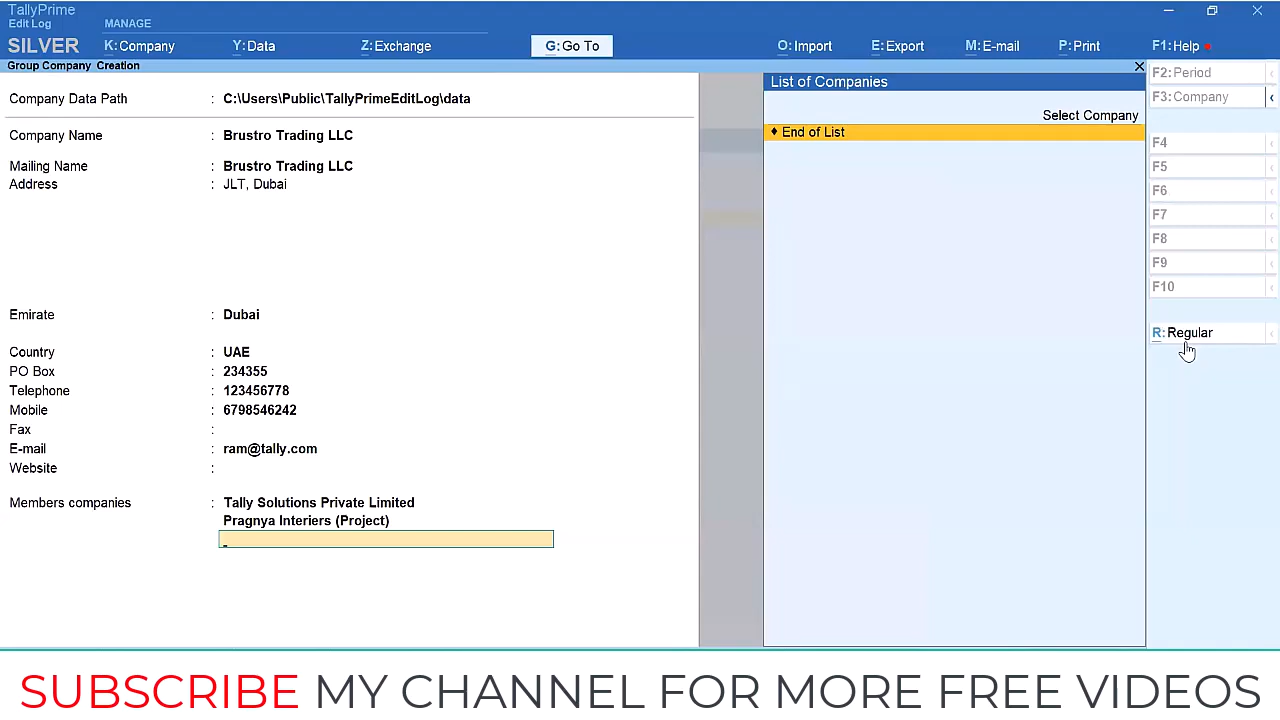 TallyPrime
Edit Log
MANAGE
SILVER
K: Company
Y: Data
Z: Exchange
G: Go To
O: Import
E: Export
M: E-mail
P: Print
F1: Help
Group Company Creation
Company Data Path : C:\Users\Public\TallyPrimeEditLog\data
Company Name : Brustro Trading LLC
Mailing Name : Brustro Trading LLC
Address : JLT, Dubai
Emirate : Dubai
Country : UAE
PO Box : 234355
Telephone : 123456778
Mobile : 6798546242
Fax :
E-mail : ram@tally.com
Website :
Members companies : Tally Solutions Private Limited
Pragnya Interiers (Project)
List of Companies
Select Company
♦ End of List
F2: Period
F3: Company
F4
F5
F6
F7
F8
F9
F10
R: Regular
SUBSCRIBE MY CHANNEL FOR MORE FREE VIDEOS